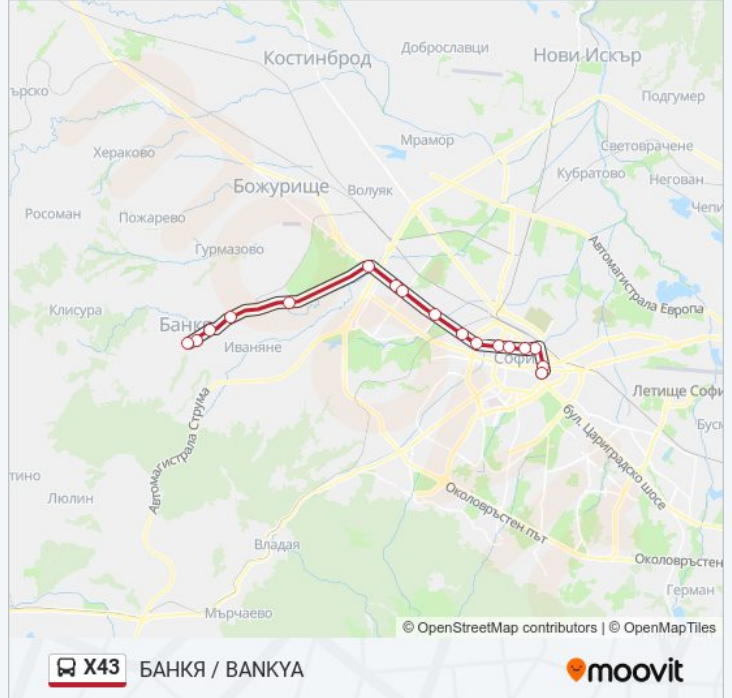 Костинброд
Доброславци
Нови Искър
ърско
Подгумер
Мрамор
Световрачене
Хераково
Кубратово
Негован
Божурище
Волуяк
Чепи
Росоман
Пожарево
Гурмазово
Автомагистрала Европа
Клисура
Банкя
Иваняне
Софи
Летище Софи
Бусм
бул. Цариградско шосе
Автомагистрала Струма
тино
Люлин
Околовръстен път
Владая
Околовръстен
Герман
Мърчаево
© OpenStreetMap contributors | © OpenMapTiles
X43 БАНКЯ / BANKYA
moovit